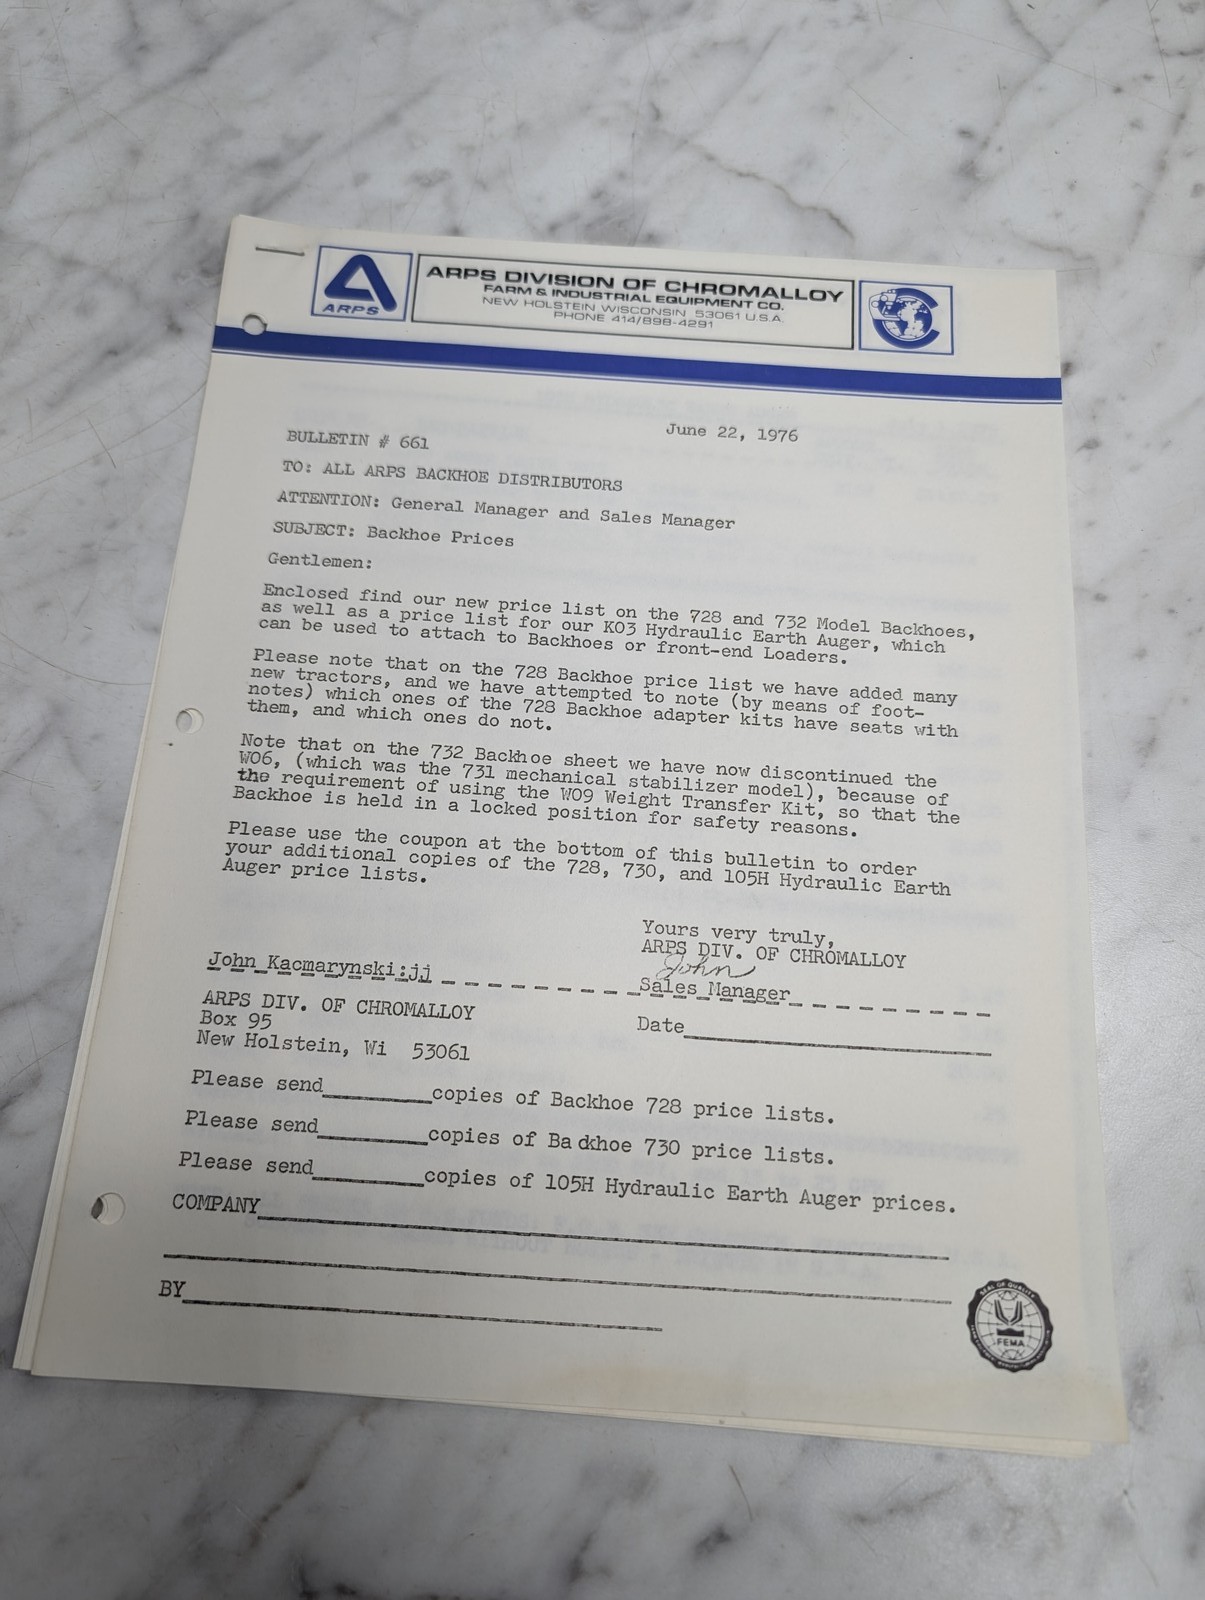 ARPS
ARPS DIVISION OF CHROMALLOY
FARM & INDUSTRIAL EQUIPMENT CO.
NEW HOLSTEIN WISCONSIN 53061 U.S.A.
PHONE 414/898-4291
June 22, 1976
BULLETIN # 661
TO: ALL ARPS BACKHOE DISTRIBUTORS
ATTENTION: General Manager and Sales Manager
SUBJECT: Backhoe Prices
Gentlemen:
Enclosed find our new price list on the 728 and 732 Model Backhoes,
as well as a price list for our KO3 Hydraulic Earth Auger, which
can be used to attach to Backhoes or front-end Loaders.
Please note that on the 728 Backhoe price list we have added many
new tractors, and we have attempted to note (by means of foot-
notes) which ones of the 728 Backhoe adapter kits have seats with
them, and which ones do not.
Note that on the 732 Backhoe sheet we have now discontinued the
WO6, (which was the 731 mechanical stabilizer model), because of
the requirement of using the WO9 Weight Transfer Kit, so that the
Backhoe is held in a locked position for safety reasons.
Please use the coupon at the bottom of this bulletin to order
your additional copies of the 728, 730, and 105H Hydraulic Earth
Auger price lists.
Yours very truly,
ARPS DIV. OF CHROMALLOY
John
John Kacmarynski:jj
Sales Manager
ARPS DIV. OF CHROMALLOY
Box 95
Date
New Holstein, Wi 53061
Please send copies of Backhoe 728 price lists.
Please send copies of Backhoe 730 price lists.
Please send copies of 105H Hydraulic Earth Auger prices.
COMPANY
BY
SEAL OF QUALITY
FEMA